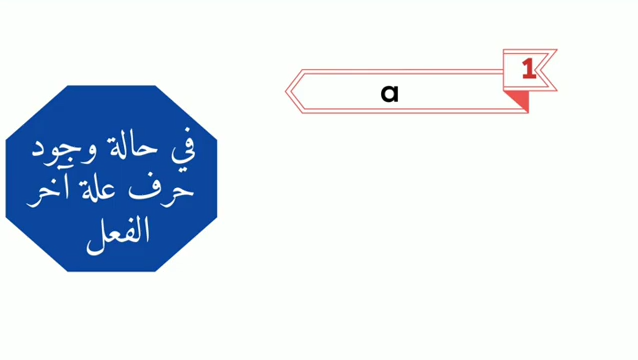 1
a
في حالة وجود
حرف علة آخر
الفعل